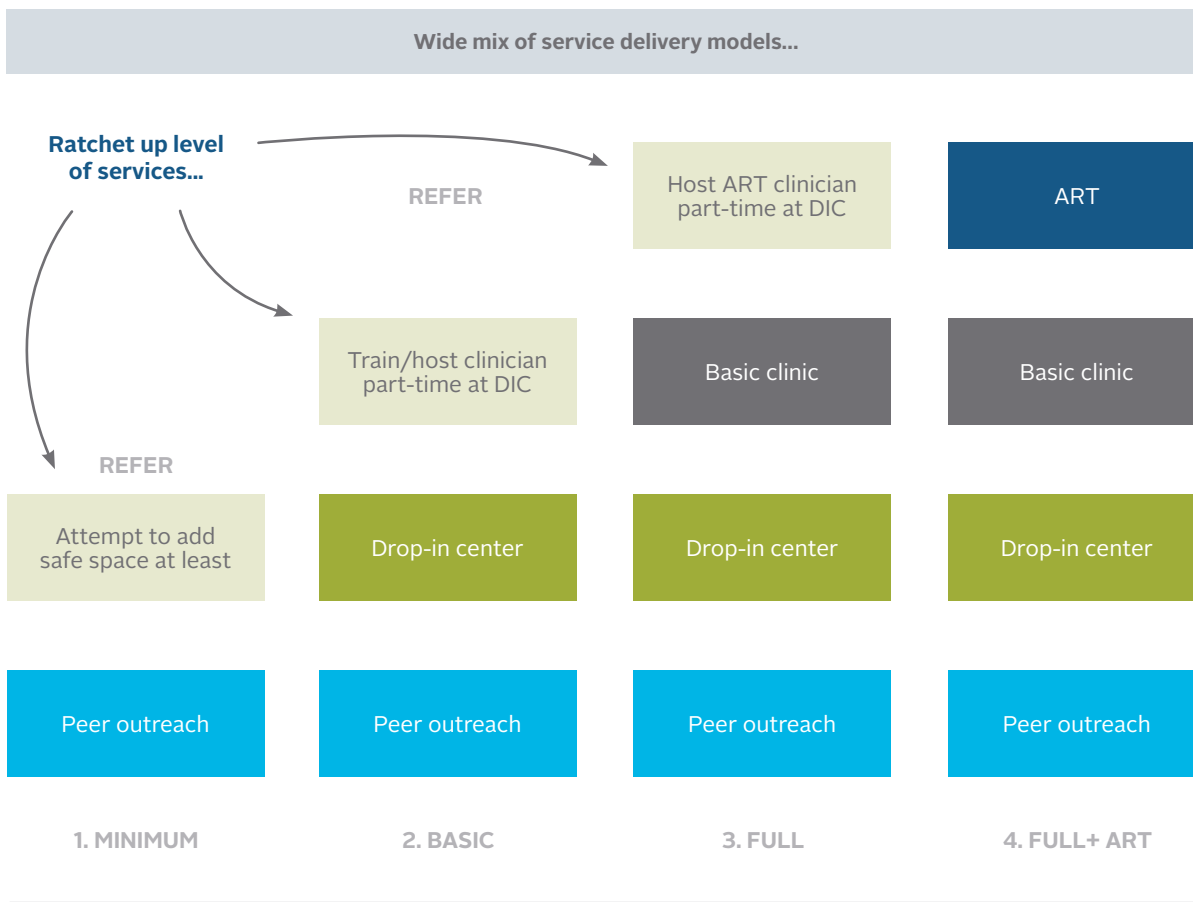 Wide mix of service delivery models...
Ratchet up level
of services...
REFER
Host ART clinician
part-time at DIC
ART
Train/host clinician
part-time at DIC
Basic clinic
Basic clinic
REFER
Attempt to add
safe space at least
Drop-in center
Drop-in center
Drop-in center
Peer outreach
Peer outreach
Peer outreach
Peer outreach
1. MINIMUM
2. BASIC
3. FULL
4. FULL+ ART